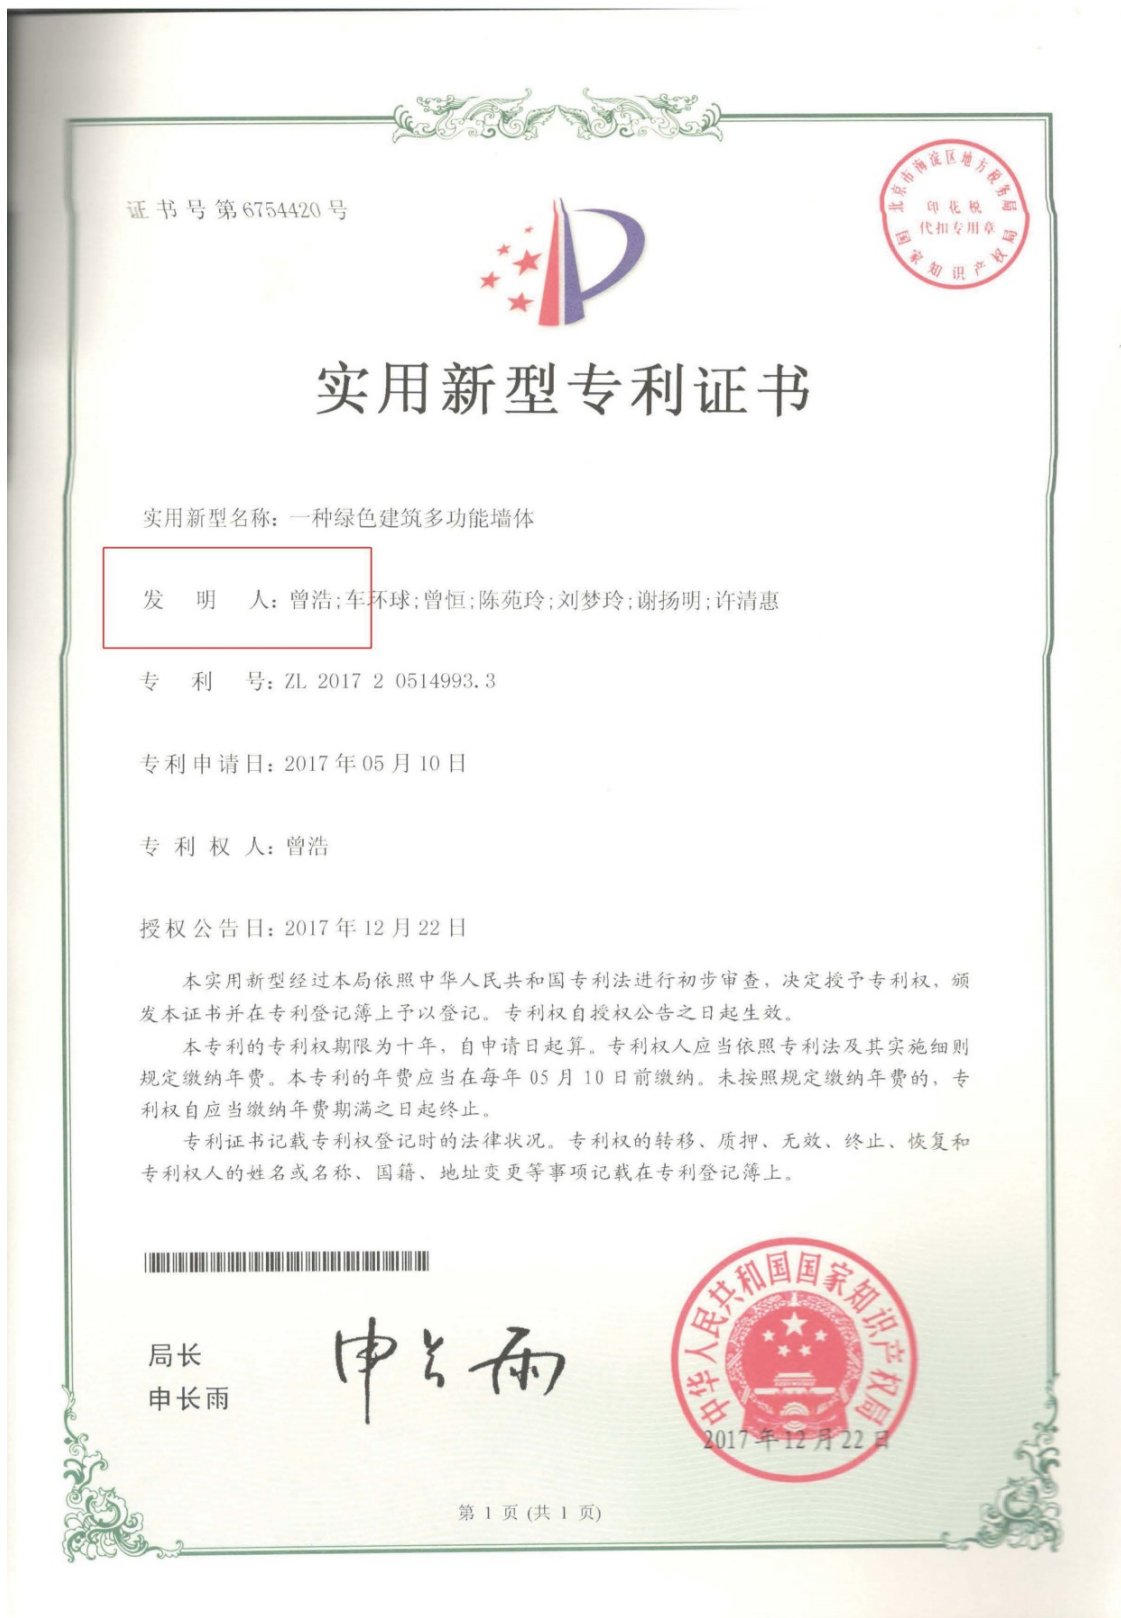 证书号第6754420号
北京市海淀区地方税务局
印花税
代扣专用章
国家知识产权局
实用新型专利证书
实用新型名称：一种绿色建筑多功能墙体
发明人：曾浩;车环球;曾恒;陈苑玲;刘梦玲;谢扬明;许清惠
专利号：ZL 2017 2 0514993.3
专利申请日：2017年05月10日
专利权人：曾浩
授权公告日：2017年12月22日
本实用新型经过本局依照中华人民共和国专利法进行初步审查，决定授予专利权，颁
发本证书并在专利登记簿上予以登记。专利权自授权公告之日起生效。
本专利的专利权期限为十年，自申请日起算。专利权人应当依照专利法及其实施细则
规定缴纳年费。本专利的年费应当在每年05月10日前缴纳。未按照规定缴纳年费的，专
利权自应当缴纳年费期满之日起终止。
专利证书记载专利权登记时的法律状况。专利权的转移、质押、无效、终止、恢复和
专利权人的姓名或名称、国籍、地址变更等事项记载在专利登记簿上。
局长
申长雨
申长雨
中华人民共和国国家知识产权局
2017年12月22日
第1页(共1页)